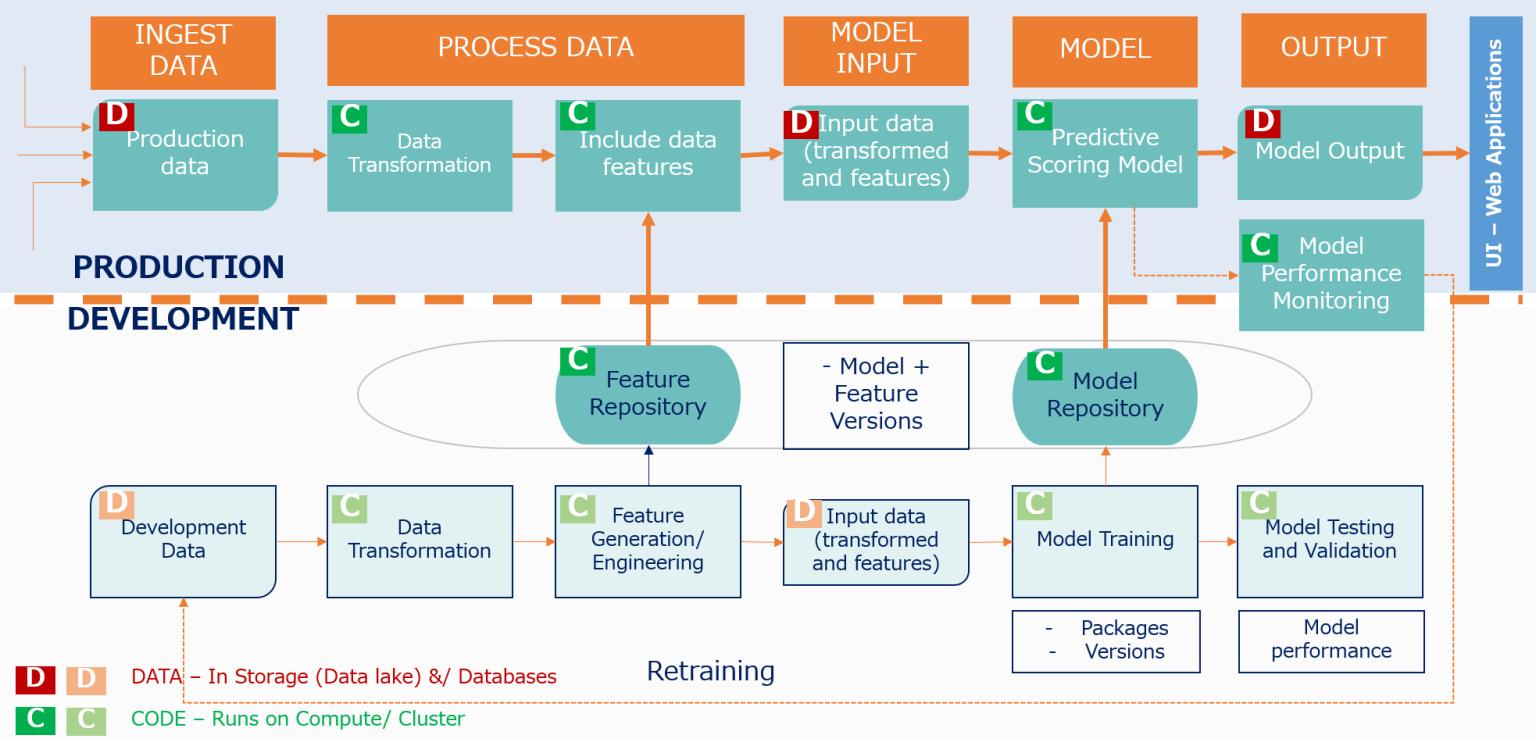 INGEST
DATA
PROCESS DATA
MODEL
INPUT
MODEL
OUTPUT
UI – Web Applications
D
Production
data
C
Data
Transformation
C
Include data
features
D
Input data
(transformed
and features)
C
Predictive
Scoring Model
D
Model Output
C
Model
Performance
Monitoring
PRODUCTION
DEVELOPMENT
C
Feature
Repository
- Model +
Feature
Versions
C
Model
Repository
D
Development
Data
C
Data
Transformation
C
Feature
Generation/
Engineering
D
Input data
(transformed
and features)
C
Model Training
C
Model Testing
and Validation
- Packages
- Versions
Model
performance
Retraining
D D DATA – In Storage (Data lake) &/ Databases
C C CODE – Runs on Compute/ Cluster